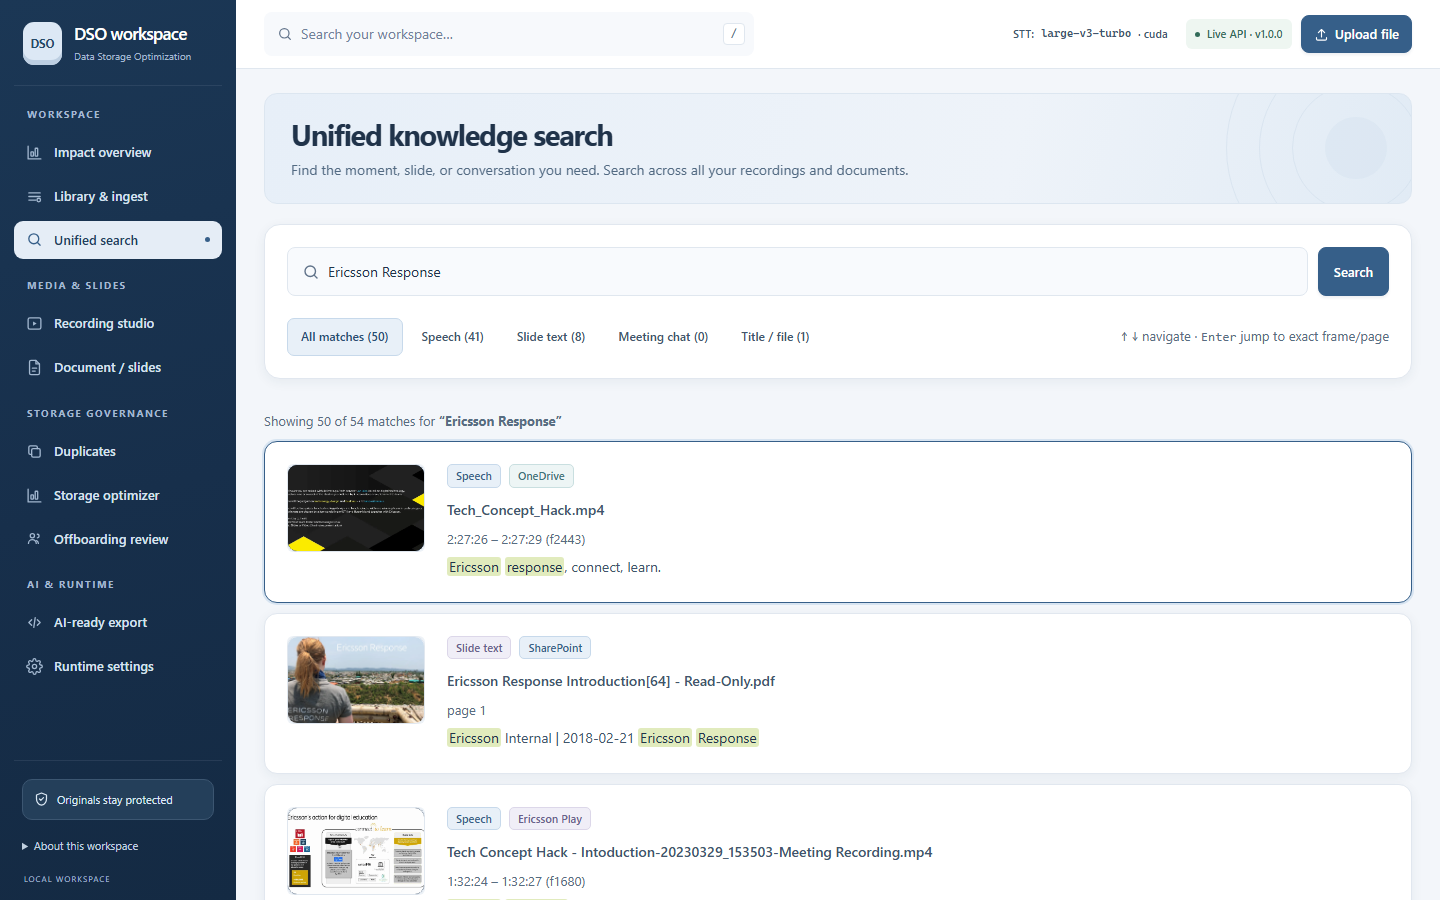 DSO
DSO workspace
Data Storage Optimization
WORKSPACE
Impact overview
Library & ingest
Unified search
MEDIA & SLIDES
Recording studio
Document / slides
STORAGE GOVERNANCE
Duplicates
Storage optimizer
Offboarding review
AI & RUNTIME
AI-ready export
Runtime settings
Originals stay protected
About this workspace
LOCAL WORKSPACE
Search your workspace... /
STT: large-v3-turbo · cuda
Live API · v1.0.0
Upload file
Unified knowledge search
Find the moment, slide, or conversation you need. Search across all your recordings and documents.
Ericsson Response
Search
All matches (50) Speech (41) Slide text (8) Meeting chat (0) Title / file (1)
↑ ↓ navigate · Enter jump to exact frame/page
Showing 50 of 54 matches for “Ericsson Response”
Speech OneDrive
Tech_Concept_Hack.mp4
2:27:26 – 2:27:29 (f2443)
Ericsson response, connect, learn.
Ericsson Response
ERICSSON
RESPONSE
Slide text SharePoint
Ericsson Response Introduction[64] - Read-Only.pdf
page 1
Ericsson Internal | 2018-02-21 Ericsson Response
Ericsson's action for digital education
Speech Ericsson Play
Tech Concept Hack - Intoduction-20230329_153503-Meeting Recording.mp4
1:32:24 – 1:32:27 (f1680)